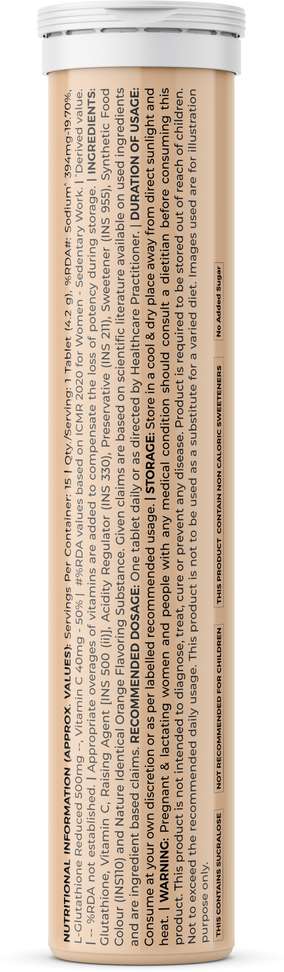 NUTRITIONAL INFORMATION (APPROX. VALUES): Servings Per Container: 15 | Qty/Serving: 1 Tablet (4.2 g), %RDA#: Sodium^ 394mg-19.70%,
L-Glutathione Reduced 500mg --, Vitamin C 40mg - 50% | #%RDA values based on ICMR 2020 for Women - Sedentary Work. | ^Derived value.
| -- %RDA not established. | Appropriate overages of vitamins are added to compensate the loss of potency during storage. | INGREDIENTS:
Glutathione, Vitamin C, Raising Agent [INS 500 (ii)], Acidity Regulator (INS 330), Preservative (INS 211), Sweetener (INS 955), Synthetic Food
Colour (INS110) and Nature Identical Orange Flavoring Substance. Given claims are based on scientific literature available on used ingredients
and are ingredient based claims. RECOMMENDED DOSAGE: One tablet daily or as directed by Healthcare Practitioner. | DURATION OF USAGE:
Consume at your own discretion or as per labelled recommended usage. | STORAGE: Store in a cool & dry place away from direct sunlight and
heat. | WARNING: Pregnant & lactating women and people with any medical condition should consult a dietitian before consuming this
product. This product is not intended to diagnose, treat, cure or prevent any disease. Product is required to be stored out of reach of children.
Not to exceed the recommended daily usage. This product is not to be used as a substitute for a varied diet. Images used are for illustration
purpose only.
THIS CONTAINS SUCRALOSE
NOT RECOMMENDED FOR CHILDREN
THIS PRODUCT CONTAIN NON CALORIC SWEETENERS
No Added Sugar